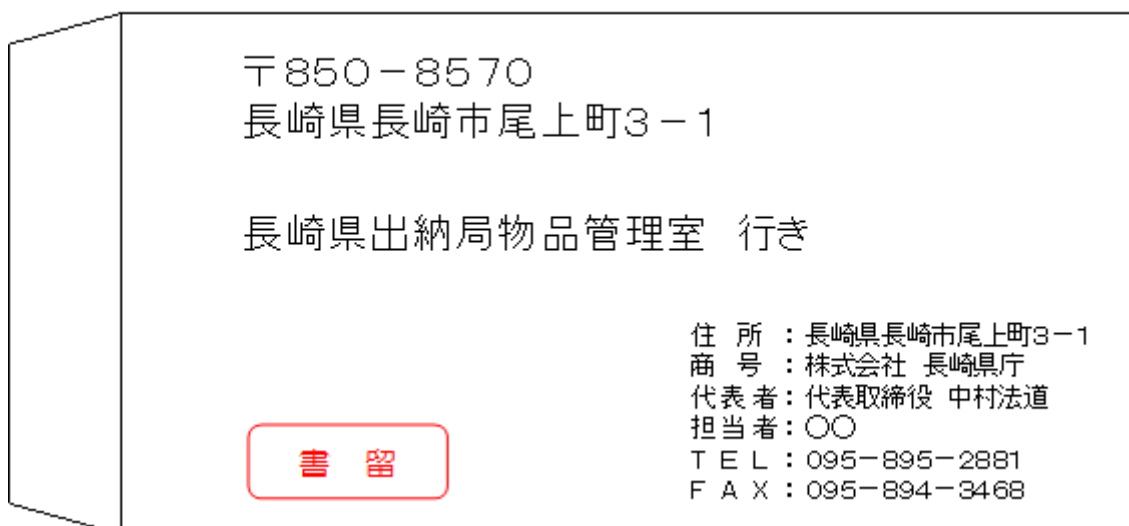 〒850－8570
長崎県長崎市尾上町3－1
長崎県出納局物品管理室　行き
住　所　：長崎県長崎市尾上町3－1
商　号　：株式会社　長崎県庁
代表者：代表取締役　中村法道
担当者：〇〇
ＴＥＬ：095－895－2881
ＦＡＸ：095－894－3468
書　留